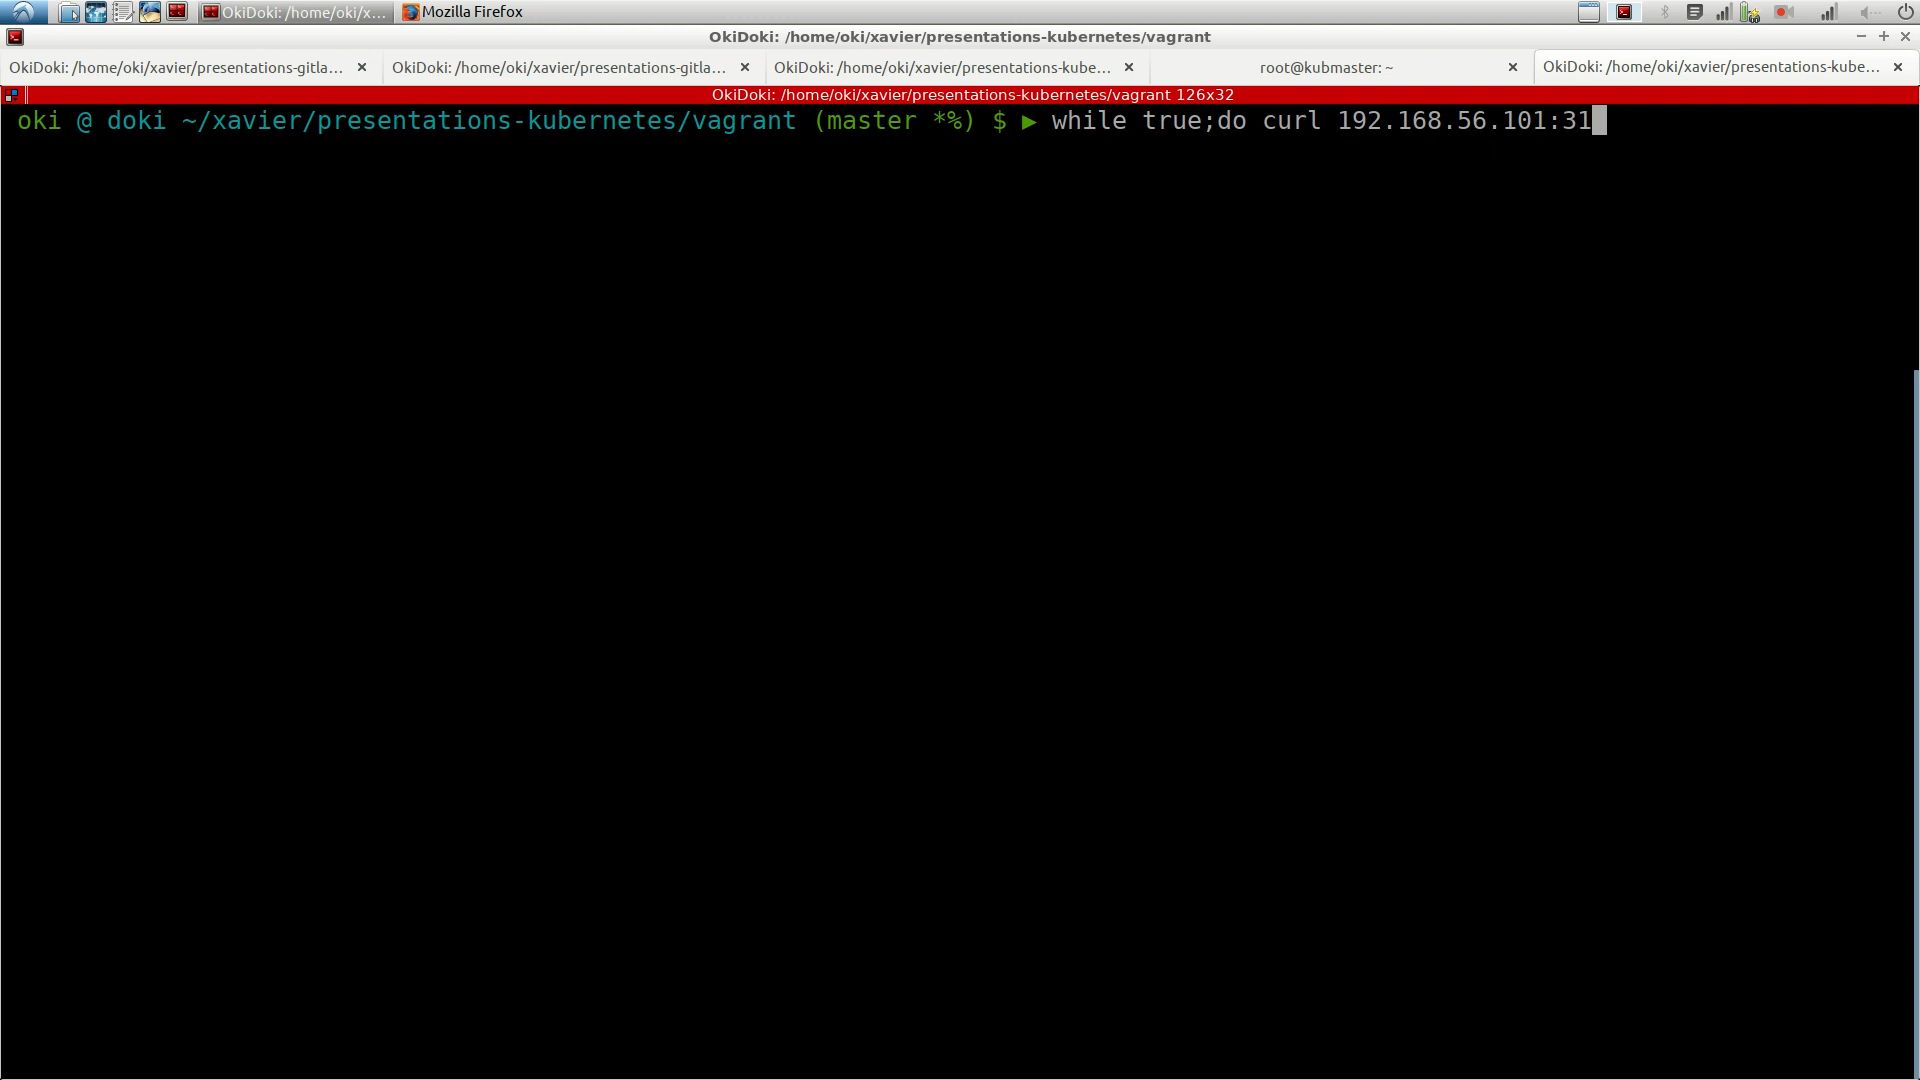 OkiDoki: /home/oki/x... Mozilla Firefox
OkiDoki: /home/oki/xavier/presentations-kubernetes/vagrant
OkiDoki: /home/oki/xavier/presentations-gitla... OkiDoki: /home/oki/xavier/presentations-gitla... OkiDoki: /home/oki/xavier/presentations-kube... root@kubmaster: ~ OkiDoki: /home/oki/xavier/presentations-kube...
OkiDoki: /home/oki/xavier/presentations-kubernetes/vagrant 126x32
oki @ doki ~/xavier/presentations-kubernetes/vagrant (master *%) $ ▶ while true;do curl 192.168.56.101:31